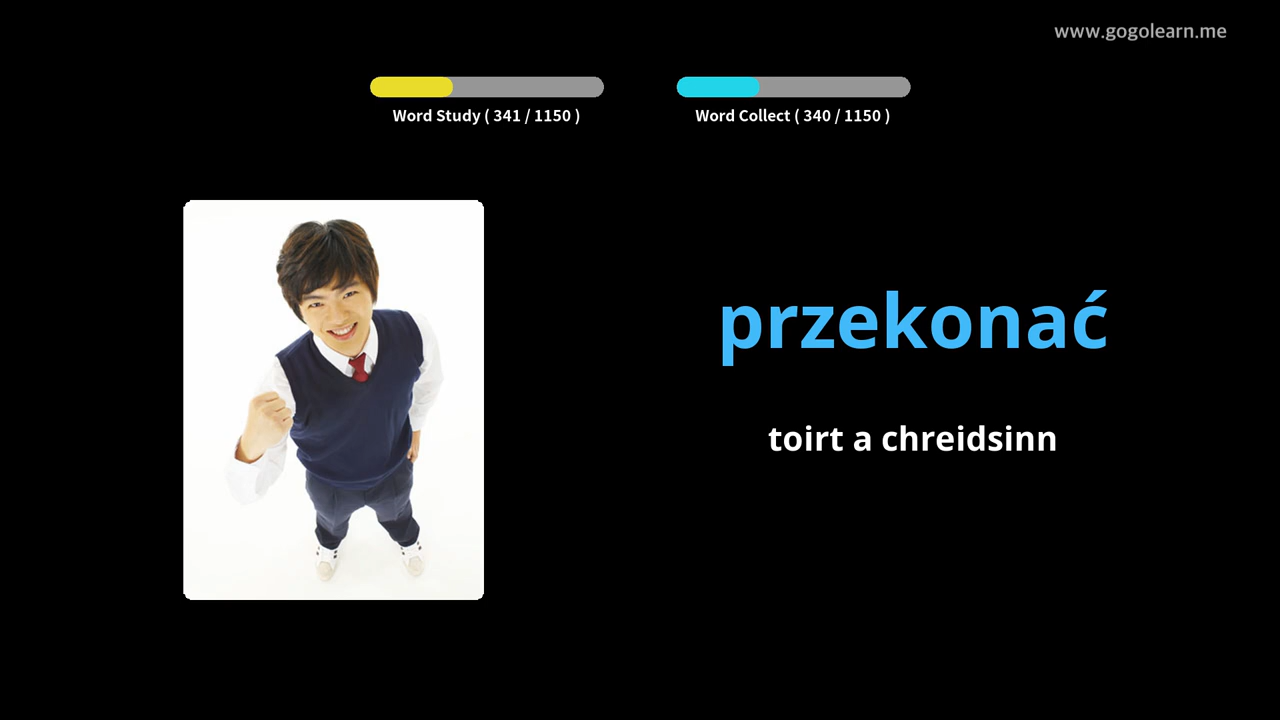 www.gogolearn.me
Word Study ( 341 / 1150 )
Word Collect ( 340 / 1150 )
przekonać
toirt a chreidsinn